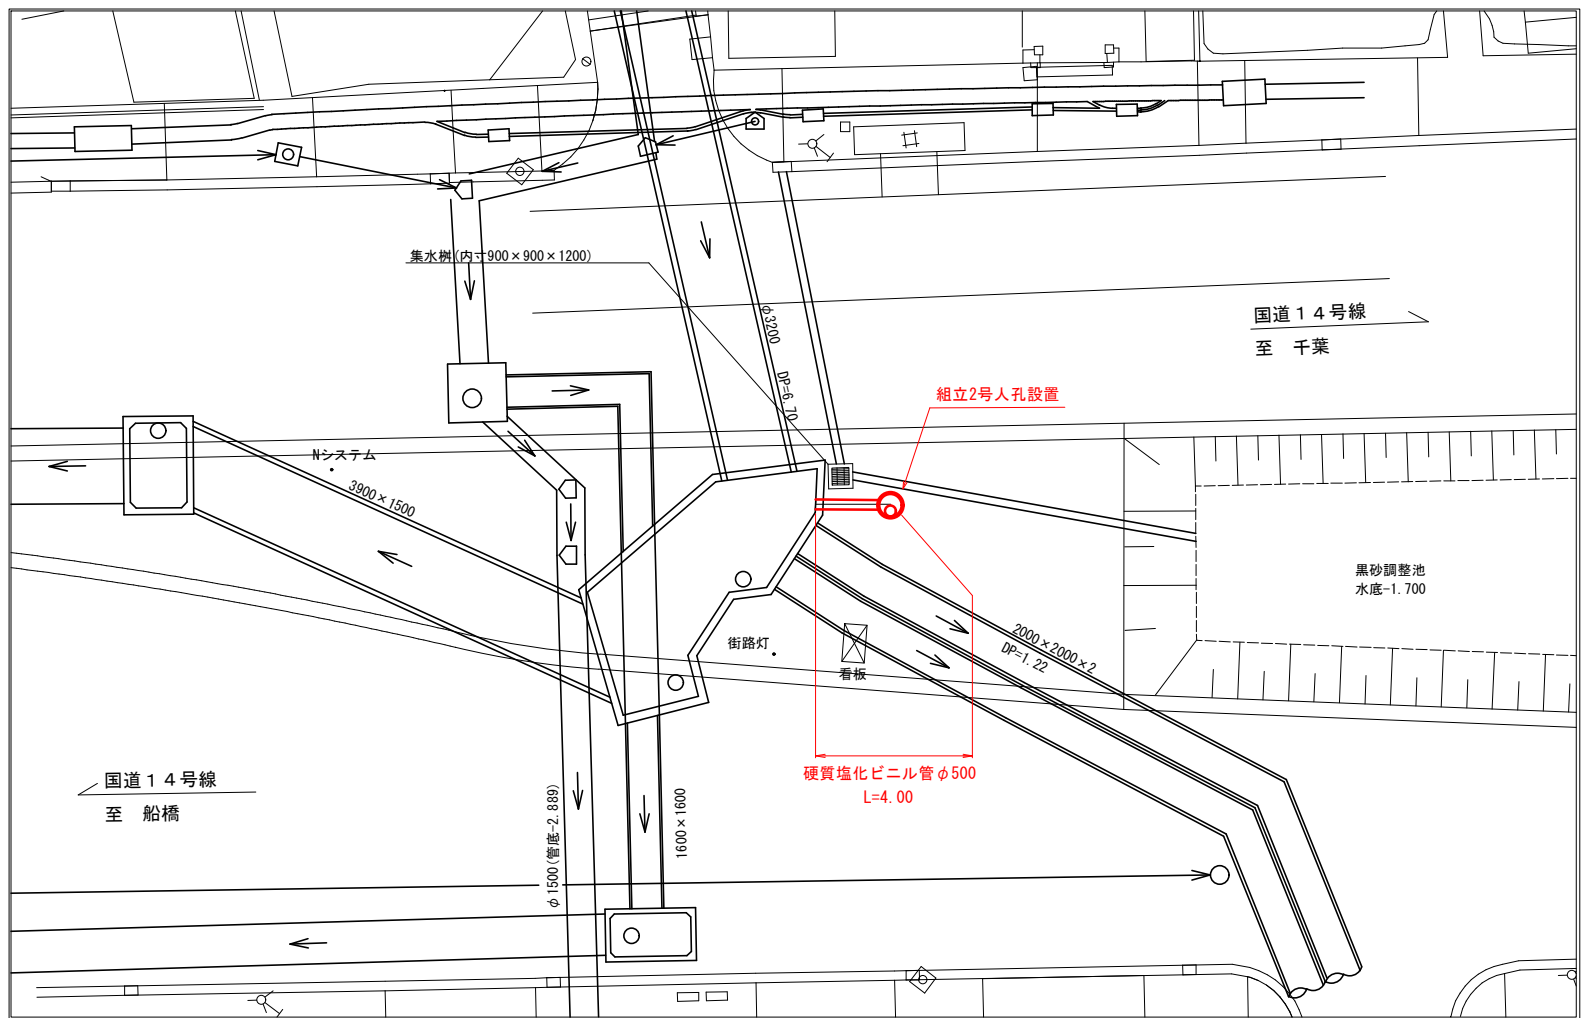 集水桝(内寸900×900×1200)
φ3200
DP=6.70
国道１４号線
至　千葉
組立2号人孔設置
Nシステム
3900×1500
黒砂調整池
水底-1.700
街路灯
看板
2000×2000×2
DP=1.22
国道１４号線
至　船橋
硬質塩化ビニル管φ500
L=4.00
φ1500(管底-2.889)
1600×1600